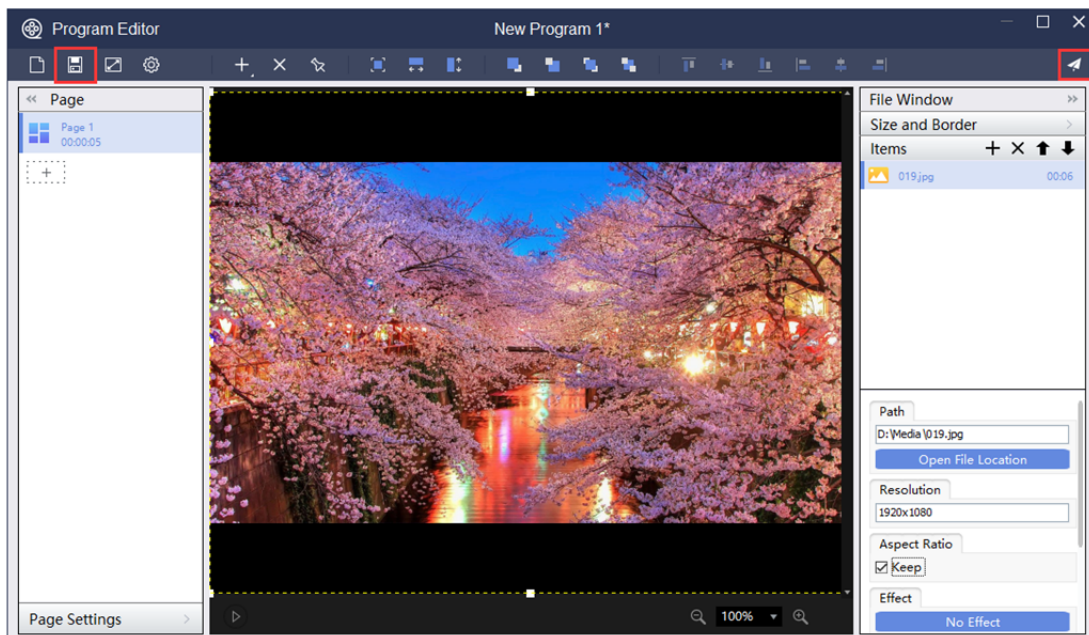 Program Editor
New Program 1*
Page
Page 1
00:00:05
Page Settings
100%
File Window
Size and Border
Items
019.jpg 00:06
Path
D:\Media\019.jpg
Open File Location
Resolution
1920x1080
Aspect Ratio
Keep
Effect
No Effect